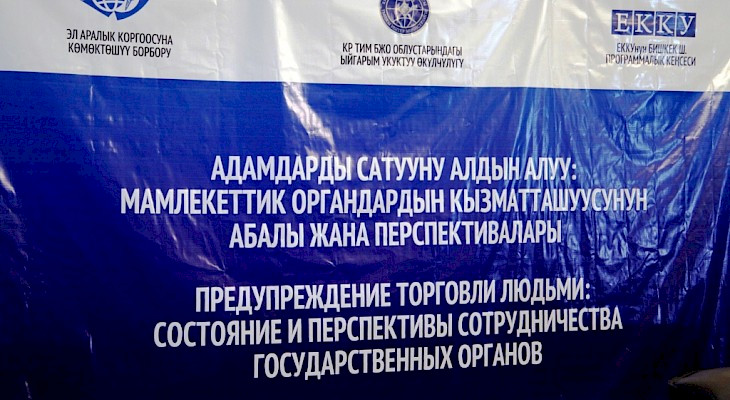 ЭЛ АРАЛЫК КОРГООСУНА
КӨМӨКТӨШҮҮ БОРБОРУ
КР ТИМ БЖО ОБЛУСТАРЫНДАГЫ
ЫЙГАРЫМ УКУКТУУ ӨКҮЛЧҮЛҮГҮ
ЕККУ
ЕККУнун БИШКЕК Ш.
ПРОГРАММАЛЫК КЕҢСЕСИ
АДАМДАРДЫ САТУУНУ АЛДЫН АЛУУ:
МАМЛЕКЕТТИК ОРГАНДАРДЫН КЫЗМАТТАШУУСУНУН
АБАЛЫ ЖАНА ПЕРСПЕКТИВАЛАРЫ
ПРЕДУПРЕЖДЕНИЕ ТОРГОВЛИ ЛЮДЬМИ:
СОСТОЯНИЕ И ПЕРСПЕКТИВЫ СОТРУДНИЧЕСТВА
ГОСУДАРСТВЕННЫХ ОРГАНОВ